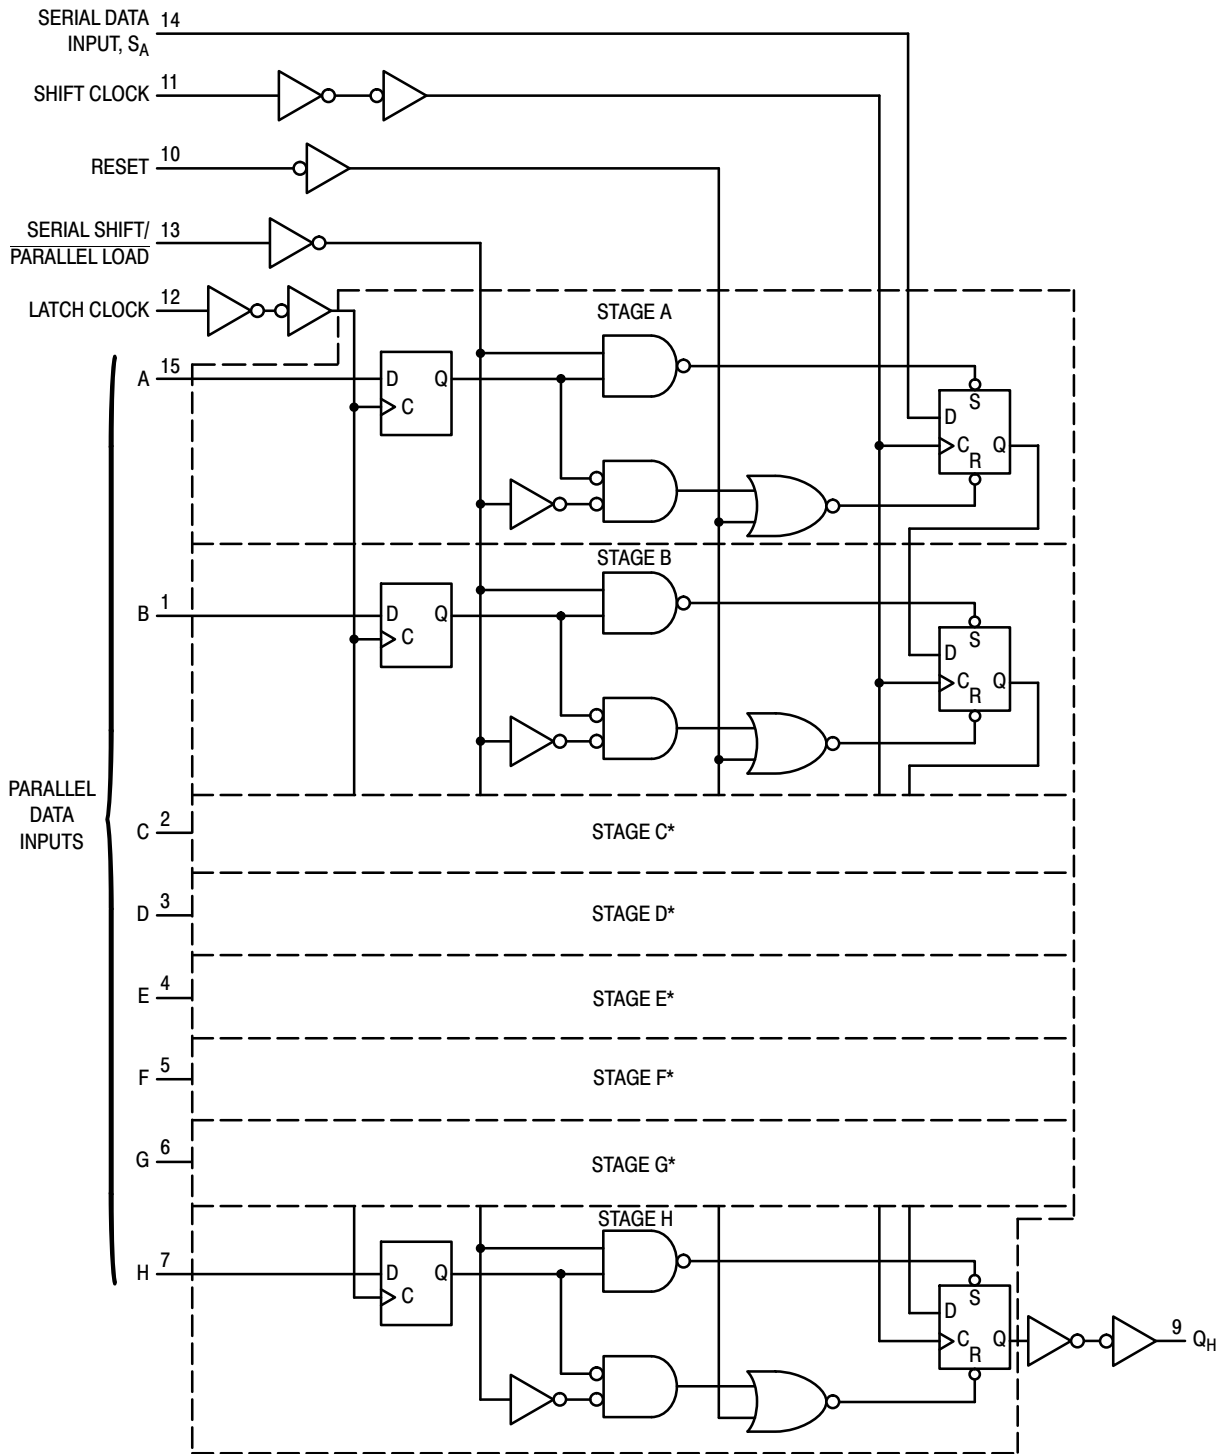 SERIAL DATA 14
INPUT, SA
SHIFT CLOCK 11
RESET 10
SERIAL SHIFT/ 13
PARALLEL LOAD
LATCH CLOCK 12
STAGE A
A 15
D Q
C
S
D
C Q
R
STAGE B
B 1
D Q
C
S
D
C Q
R
PARALLEL
DATA
INPUTS
C 2
STAGE C*
D 3
STAGE D*
E 4
STAGE E*
F 5
STAGE F*
G 6
STAGE G*
STAGE H
H 7
D Q
C
S
D
C Q
R
9 QH